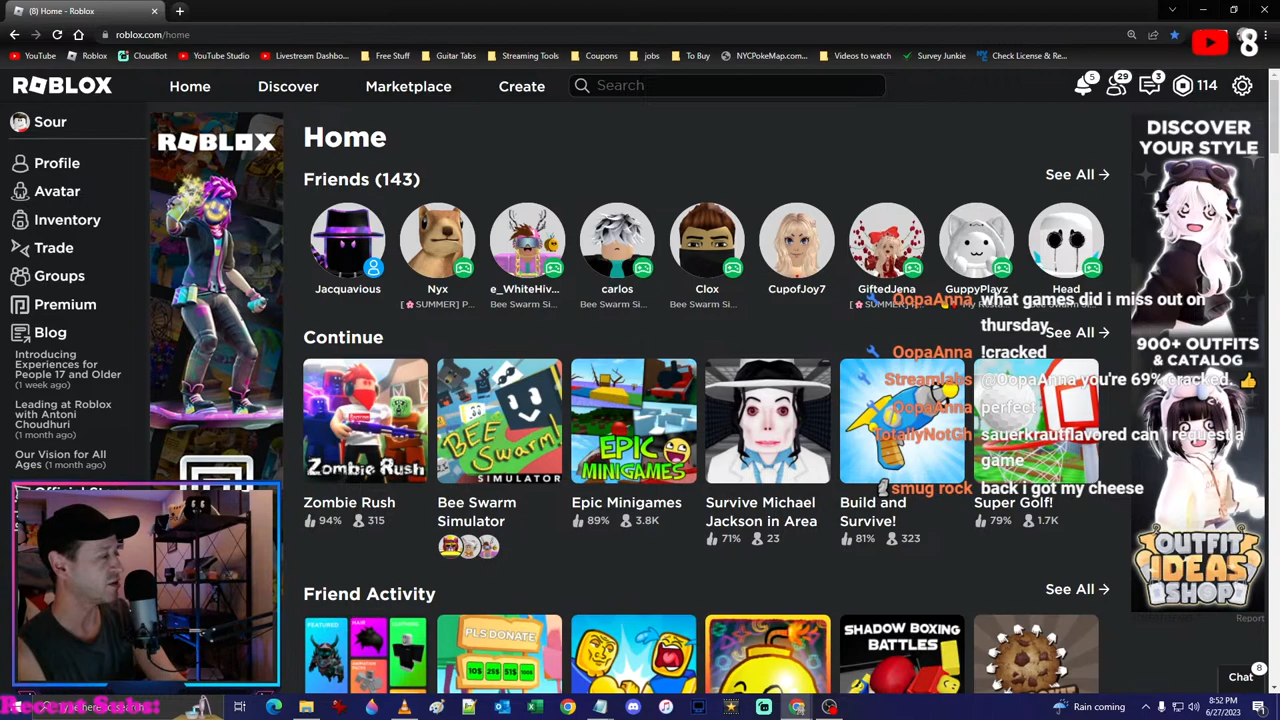 (8) Home - Roblox
roblox.com/home
YouTube Roblox CloudBot YouTube Studio Livestream Dashbo... Free Stuff Guitar Tabs Streaming Tools Coupons jobs To Buy NYCPokeMap.com... Videos to watch Survey Junkie Check License & Re...
8
ROBLOX Home Discover Marketplace Create Search 5 29 3 114
Sour
Profile
Avatar
Inventory
Trade
Groups
Premium
Blog
Introducing
Experiences for
People 17 and Older
(1 week ago)
Leading at Roblox
with Antoni
Choudhuri
(1 month ago)
Our Vision for All
Ages (1 month ago)
ROBLOX
Home
Friends (143)
See All →
Jacquavious Nyx e_WhiteHiv... carlos Clox CupofJoy7 GiftedJena GuppyPlayz Head
[🌸SUMMER] P... Bee Swarm Si... Bee Swarm Si...
Continue
See All →
Zombie Rush
BEE Swarm!
SIMULATOR
EPIC
MINIGAMES
Zombie Rush
94% 315
Bee Swarm
Simulator
Epic Minigames
89% 3.8K
Survive Michael
Jackson in Area
71% 23
Build and
Survive!
81% 323
Super Golf!
79% 1.7K
OopaAnna what games did i miss out on
thursday
OopaAnna !cracked
Streamlabs @OopaAnna you're 69% cracked. 👍
OopaAnna perfect
TotallyNotGh sauerkrautflavored can i request a
game
smug rock back i got my cheese
Friend Activity
See All →
FEATURED HAIR
PLS DONATE
SHADOW BOXING
BATTLES
DISCOVER
YOUR STYLE
900+ OUTFITS
& CATALOG
OUTFIT
IDEAS
SHOP
Report
Chat 8
Recent Subs:
Rain coming
8:52 PM
6/27/2023